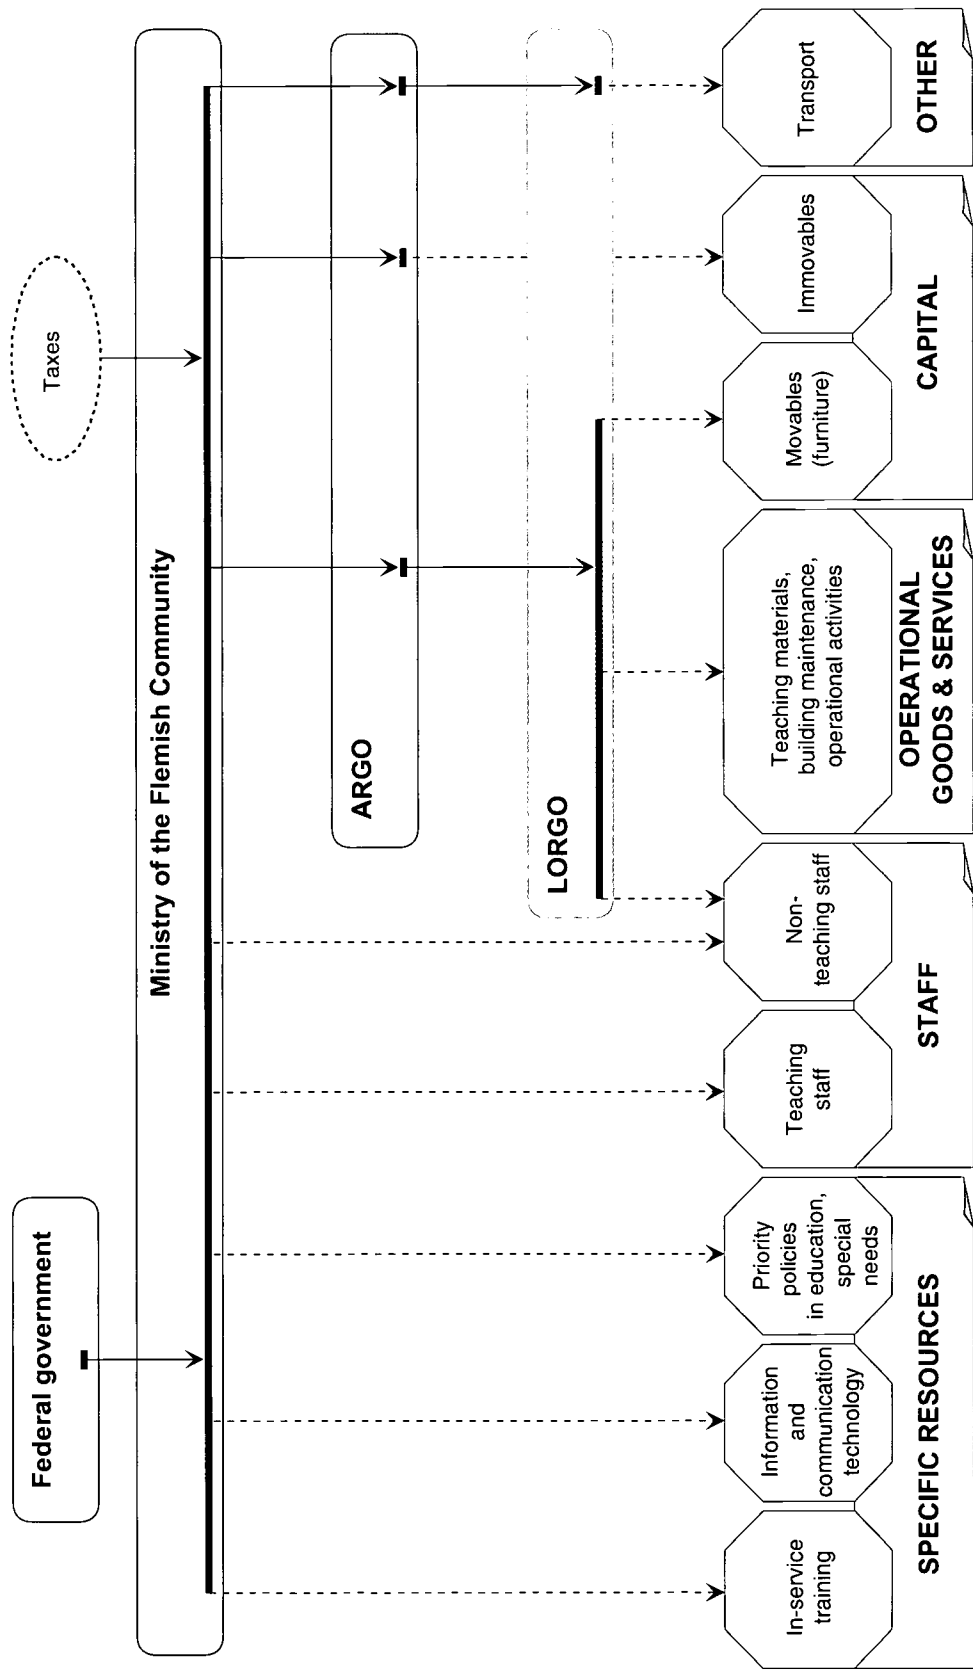 Federal government
Taxes
Ministry of the Flemish Community
ARGO
LORGO
In-service
training
Information
and
communication
technology
Priority
policies
in education,
special
needs
Teaching
staff
Non-
teaching staff
Teaching materials,
building maintenance,
operational activities
Movables
(furniture)
Immovables
Transport
SPECIFIC RESOURCES
STAFF
OPERATIONAL
GOODS & SERVICES
CAPITAL
OTHER